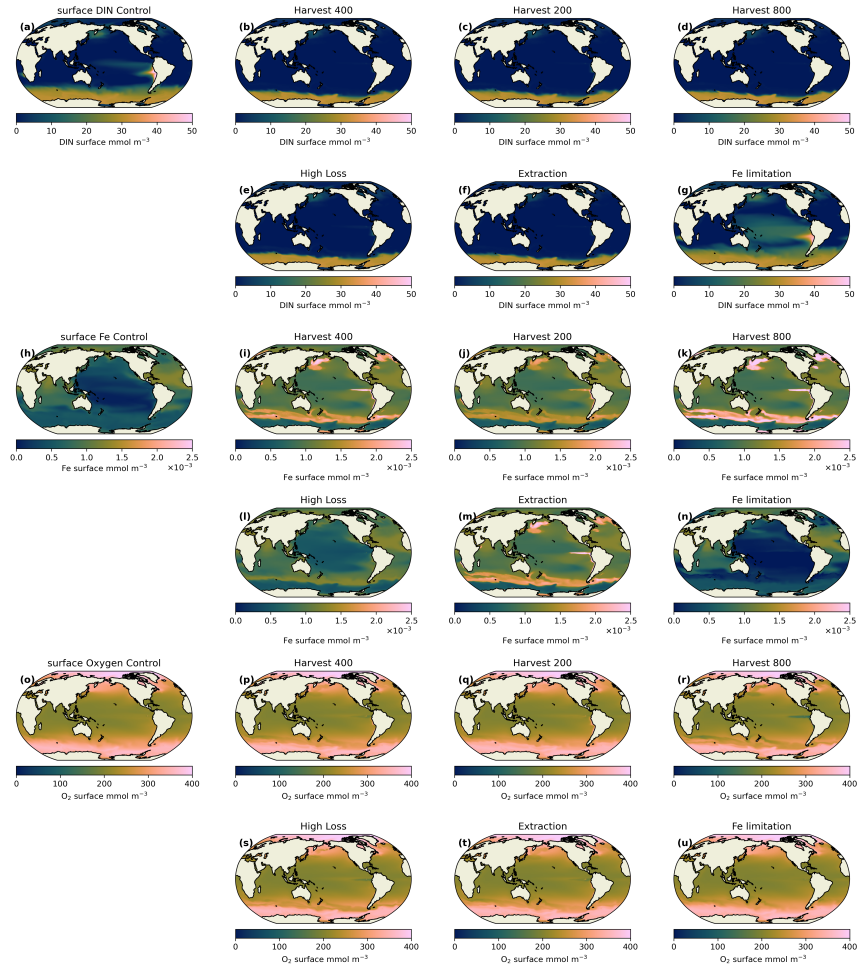 surface DIN Control Harvest 400 Harvest 200 Harvest 800
(a) (b) (c) (d)
0 10 20 30 40 50 0 10 20 30 40 50 0 10 20 30 40 50 0 10 20 30 40 50
DIN surface mmol m⁻³ DIN surface mmol m⁻³ DIN surface mmol m⁻³ DIN surface mmol m⁻³
High Loss Extraction Fe limitation
(e) (f) (g)
0 10 20 30 40 50 0 10 20 30 40 50 0 10 20 30 40 50
DIN surface mmol m⁻³ DIN surface mmol m⁻³ DIN surface mmol m⁻³
surface Fe Control Harvest 400 Harvest 200 Harvest 800
(h) (i) (j) (k)
0.0 0.5 1.0 1.5 2.0 2.5 0.0 0.5 1.0 1.5 2.0 2.5 0.0 0.5 1.0 1.5 2.0 2.5 0.0 0.5 1.0 1.5 2.0 2.5
×10⁻³ ×10⁻³ ×10⁻³ ×10⁻³
Fe surface mmol m⁻³ Fe surface mmol m⁻³ Fe surface mmol m⁻³ Fe surface mmol m⁻³
High Loss Extraction Fe limitation
(l) (m) (n)
0.0 0.5 1.0 1.5 2.0 2.5 0.0 0.5 1.0 1.5 2.0 2.5 0.0 0.5 1.0 1.5 2.0 2.5
×10⁻³ ×10⁻³ ×10⁻³
Fe surface mmol m⁻³ Fe surface mmol m⁻³ Fe surface mmol m⁻³
surface Oxygen Control Harvest 400 Harvest 200 Harvest 800
(o) (p) (q) (r)
0 100 200 300 400 0 100 200 300 400 0 100 200 300 400 0 100 200 300 400
O₂ surface mmol m⁻³ O₂ surface mmol m⁻³ O₂ surface mmol m⁻³ O₂ surface mmol m⁻³
High Loss Extraction Fe limitation
(s) (t) (u)
0 100 200 300 400 0 100 200 300 400 0 100 200 300 400
O₂ surface mmol m⁻³ O₂ surface mmol m⁻³ O₂ surface mmol m⁻³